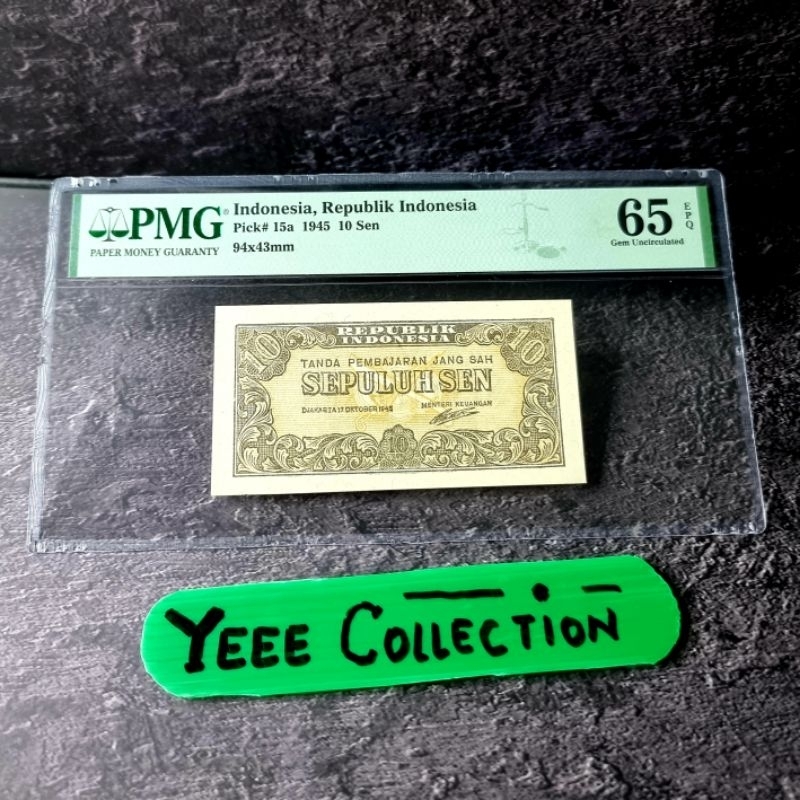 PMG
PAPER MONEY GUARANTY
Indonesia, Republik Indonesia
Pick# 15a 1945 10 Sen
94x43mm
65 EPQ
Gem Uncirculated
10 REPUBLIK 10
INDONESIA
TANDA PEMBAJARAN JANG SAH
SEPULUH SEN
DJAKARTA 17 OKTOBER 1945 MENTERI KEUANGAN
10
YEEE COLLECTION